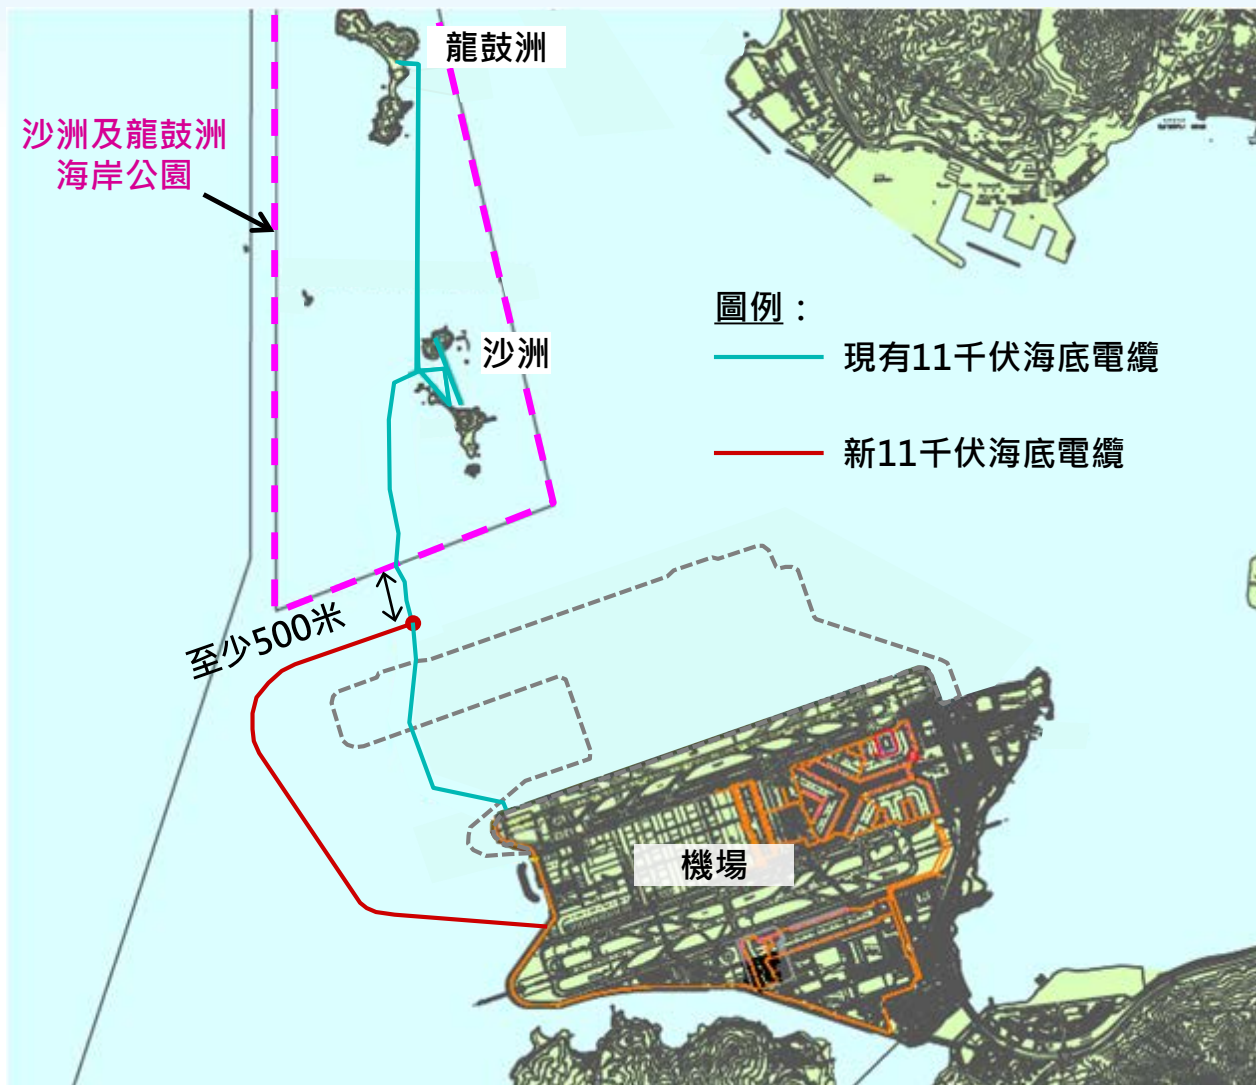 龍鼓洲
沙洲及龍鼓洲
海岸公園
圖例：
沙洲
現有11千伏海底電纜
新11千伏海底電纜
至少500米
機場